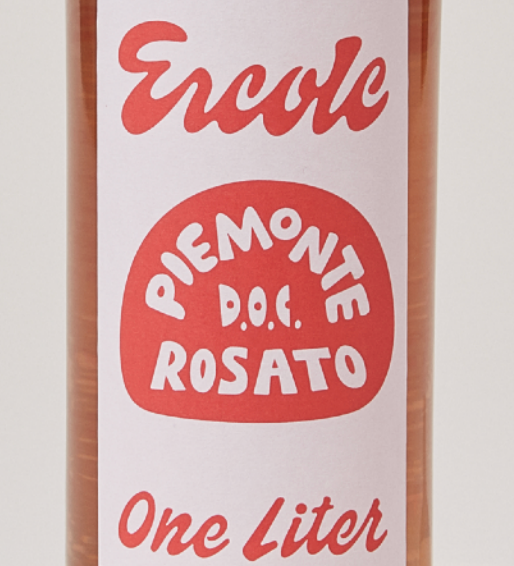 Ercole
PIEMONTE
D.O.C.
ROSATO
One Liter